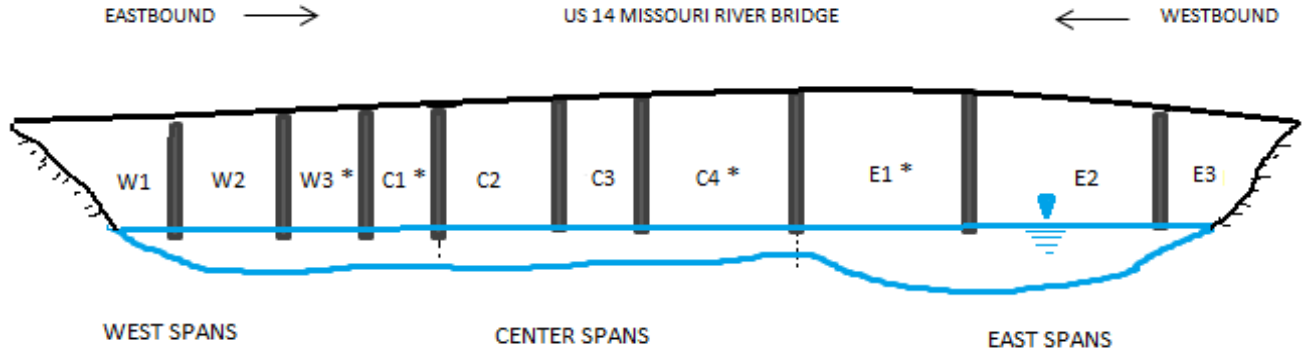 EASTBOUND → US 14 MISSOURI RIVER BRIDGE ← WESTBOUND
W1 W2 W3 * C1 * C2 C3 C4 * E1 * E2 E3
WEST SPANS CENTER SPANS EAST SPANS